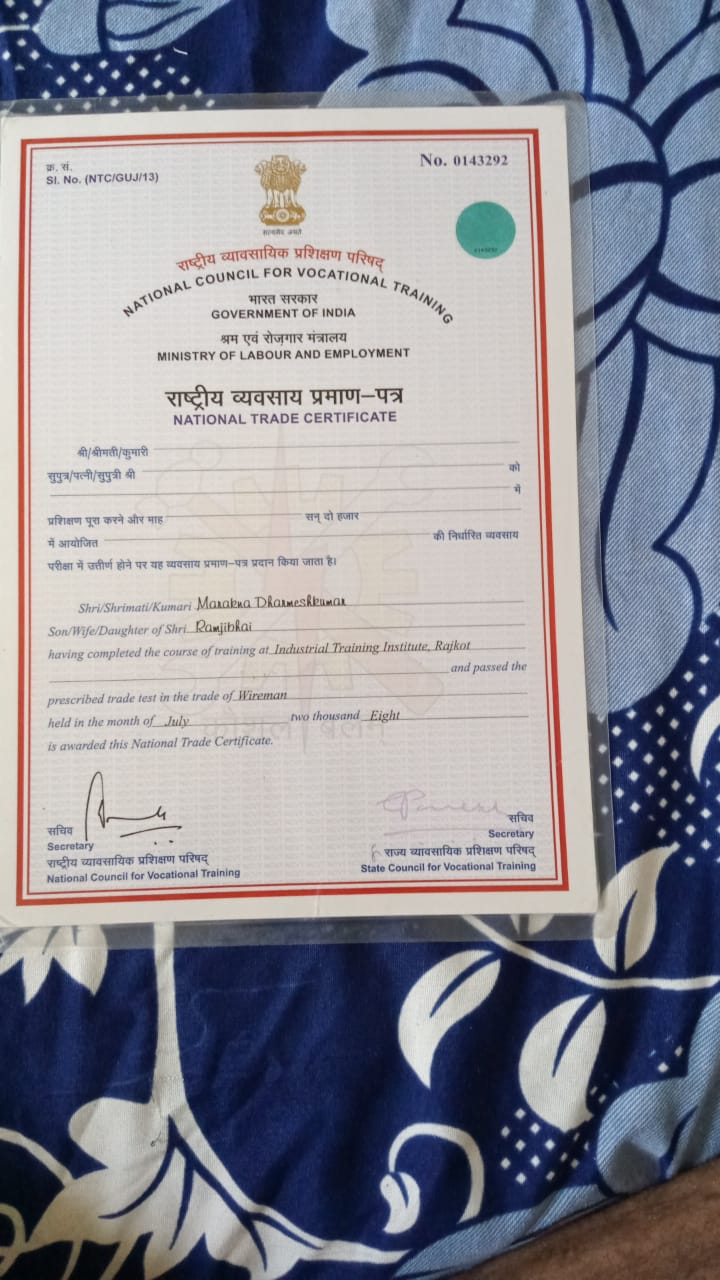 क्र. सं.
Sl. No. (NTC/GUJ/13)
No. 0143292
सत्यमेव जयते
0143292
राष्ट्रीय व्यावसायिक प्रशिक्षण परिषद्
NATIONAL COUNCIL FOR VOCATIONAL TRAINING
भारत सरकार
GOVERNMENT OF INDIA
श्रम एवं रोज़गार मंत्रालय
MINISTRY OF LABOUR AND EMPLOYMENT
राष्ट्रीय व्यवसाय प्रमाण–पत्र
NATIONAL TRADE CERTIFICATE
श्री/श्रीमती/कुमारी
सुपुत्र/पत्नी/सुपुत्री श्री को
में
प्रशिक्षण पूरा करने और माह सन् दो हजार
में आयोजित की निर्धारित व्यवसाय
परीक्षा में उत्तीर्ण होने पर यह व्यवसाय प्रमाण–पत्र प्रदान किया जाता है।
Shri/Shrimati/Kumari Marakna Dharmeshkumar
Son/Wife/Daughter of Shri Ramjibhai
having completed the course of training at Industrial Training Institute, Rajkot
and passed the
prescribed trade test in the trade of Wireman
held in the month of July two thousand Eight
is awarded this National Trade Certificate.
सचिव
Secretary
राष्ट्रीय व्यावसायिक प्रशिक्षण परिषद्
National Council for Vocational Training
सचिव
Secretary
राज्य व्यावसायिक प्रशिक्षण परिषद्
State Council for Vocational Training